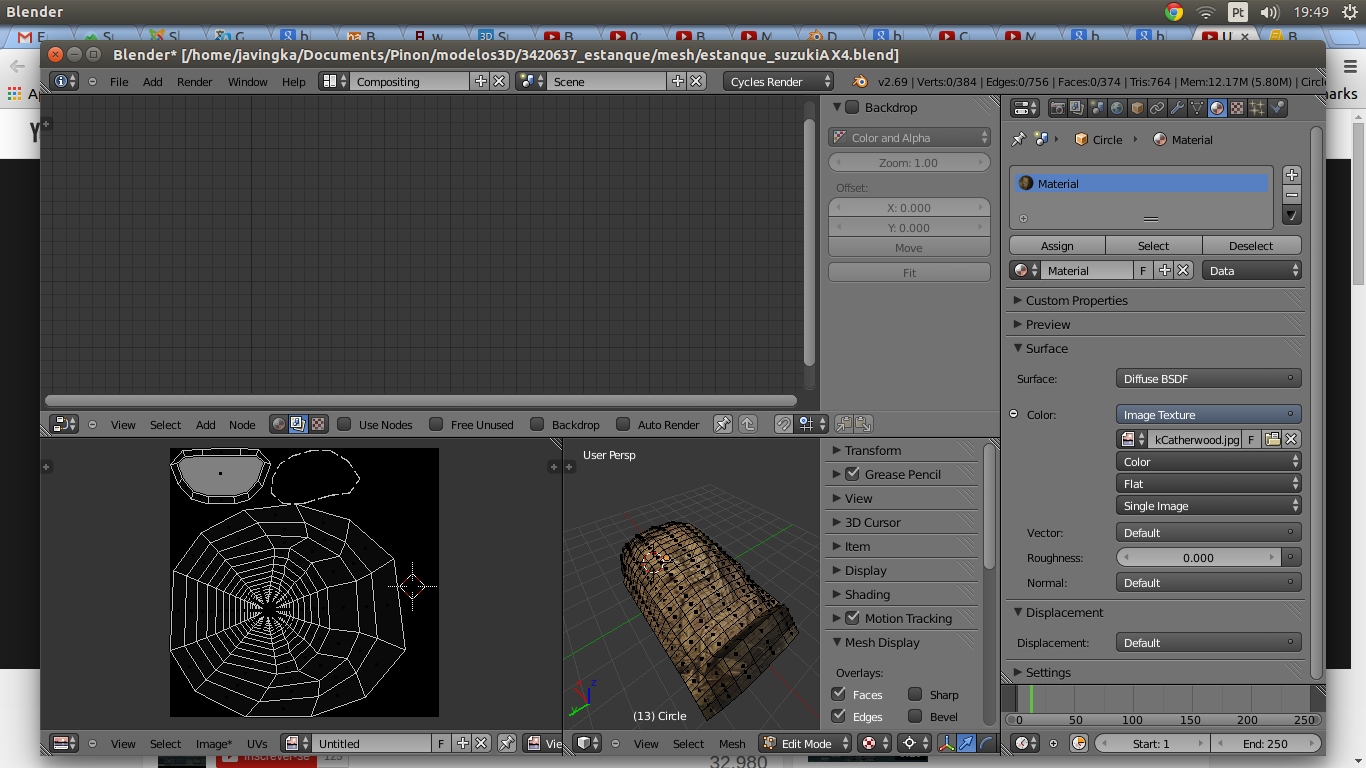 Blender
Pt
19:49
Blender* [/home/javingka/Documents/Pinon/modelos3D/3420637_estanque/mesh/estanque_suzukiAX4.blend]
File Add Render Window Help Compositing Scene Cycles Render v2.69 | Verts:0/384 | Edges:0/756 | Faces:0/374 | Tris:764 | Mem:12.17M (5.80M) | Circle
Backdrop
Color and Alpha
Zoom: 1.00
Offset:
X: 0.000
Y: 0.000
Move
Fit
Circle Material
Material
Assign Select Deselect
Material F Data
Custom Properties
Preview
Surface
Surface: Diffuse BSDF
Color: Image Texture
kCatherwood.jpg F
Color
Flat
Single Image
Vector: Default
Roughness: 0.000
Normal: Default
Displacement
Displacement: Default
Settings
View Select Add Node Use Nodes Free Unused Backdrop Auto Render
User Persp
(13) Circle
Transform
Grease Pencil
View
3D Cursor
Item
Display
Shading
Motion Tracking
Mesh Display
Overlays:
Faces Sharp
Edges Bevel
0 50 100 150 200 250
View Select Image* UVs Untitled F Vie
View Select Mesh Edit Mode
Start: 1 End: 250
Inscrever-se 125
32.980